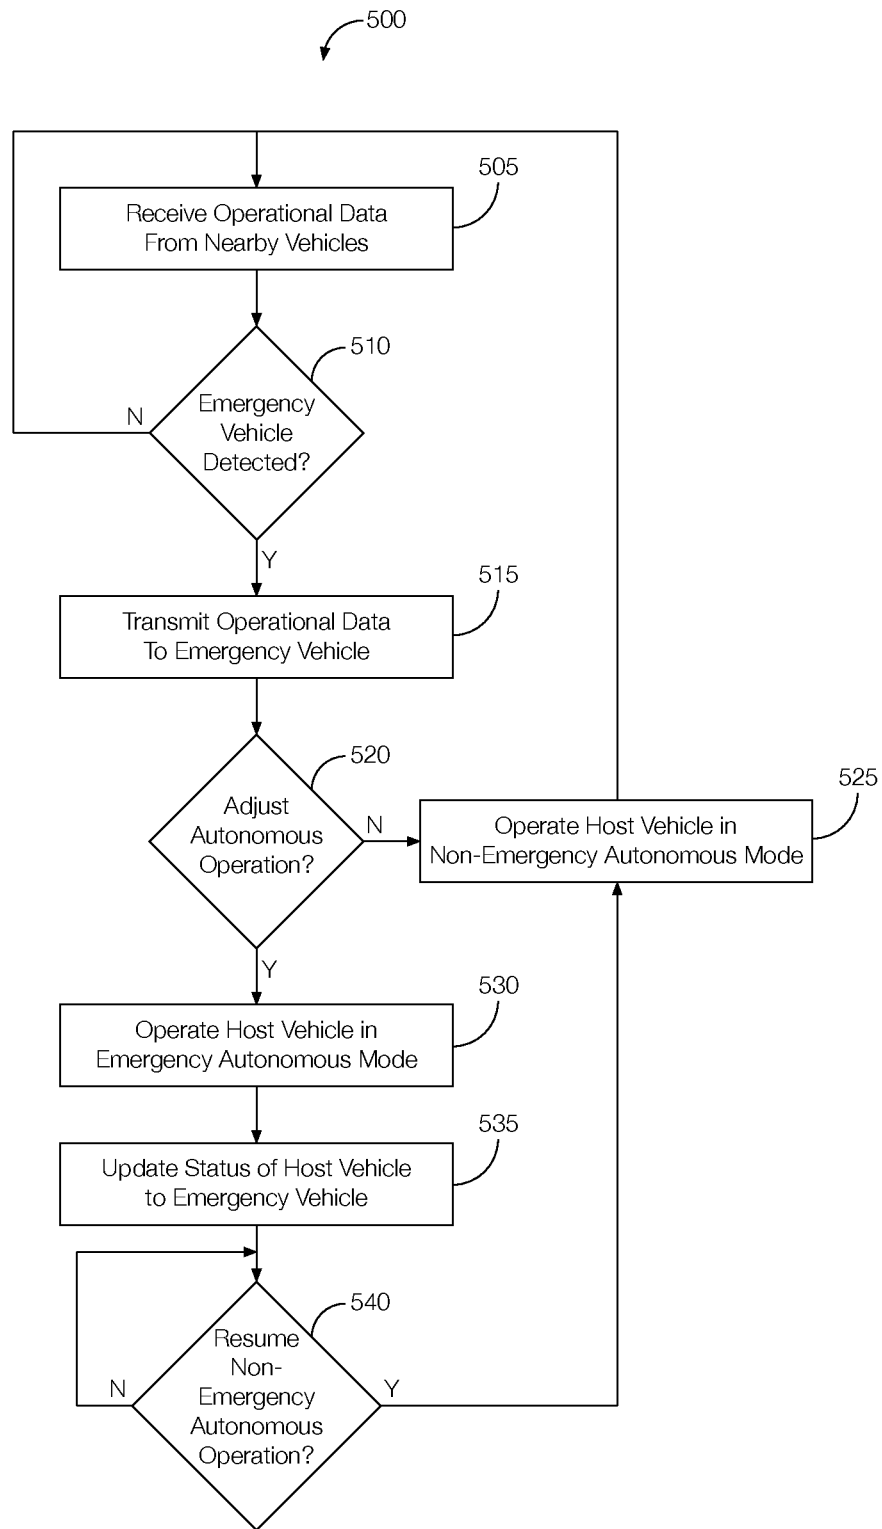 500
505
Receive Operational Data
From Nearby Vehicles
510
Emergency
Vehicle
Detected?
N
Y
515
Transmit Operational Data
To Emergency Vehicle
520
Adjust
Autonomous
Operation?
N
525
Operate Host Vehicle in
Non-Emergency Autonomous Mode
Y
530
Operate Host Vehicle in
Emergency Autonomous Mode
535
Update Status of Host Vehicle
to Emergency Vehicle
540
Resume
Non-
Emergency
Autonomous
Operation?
N
Y